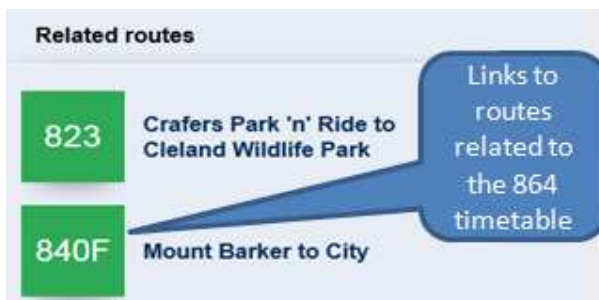 Related routes
823
Crafers Park 'n' Ride to
Cleland Wildlife Park
840F
Mount Barker to City
Links to
routes
related to
the 864
timetable